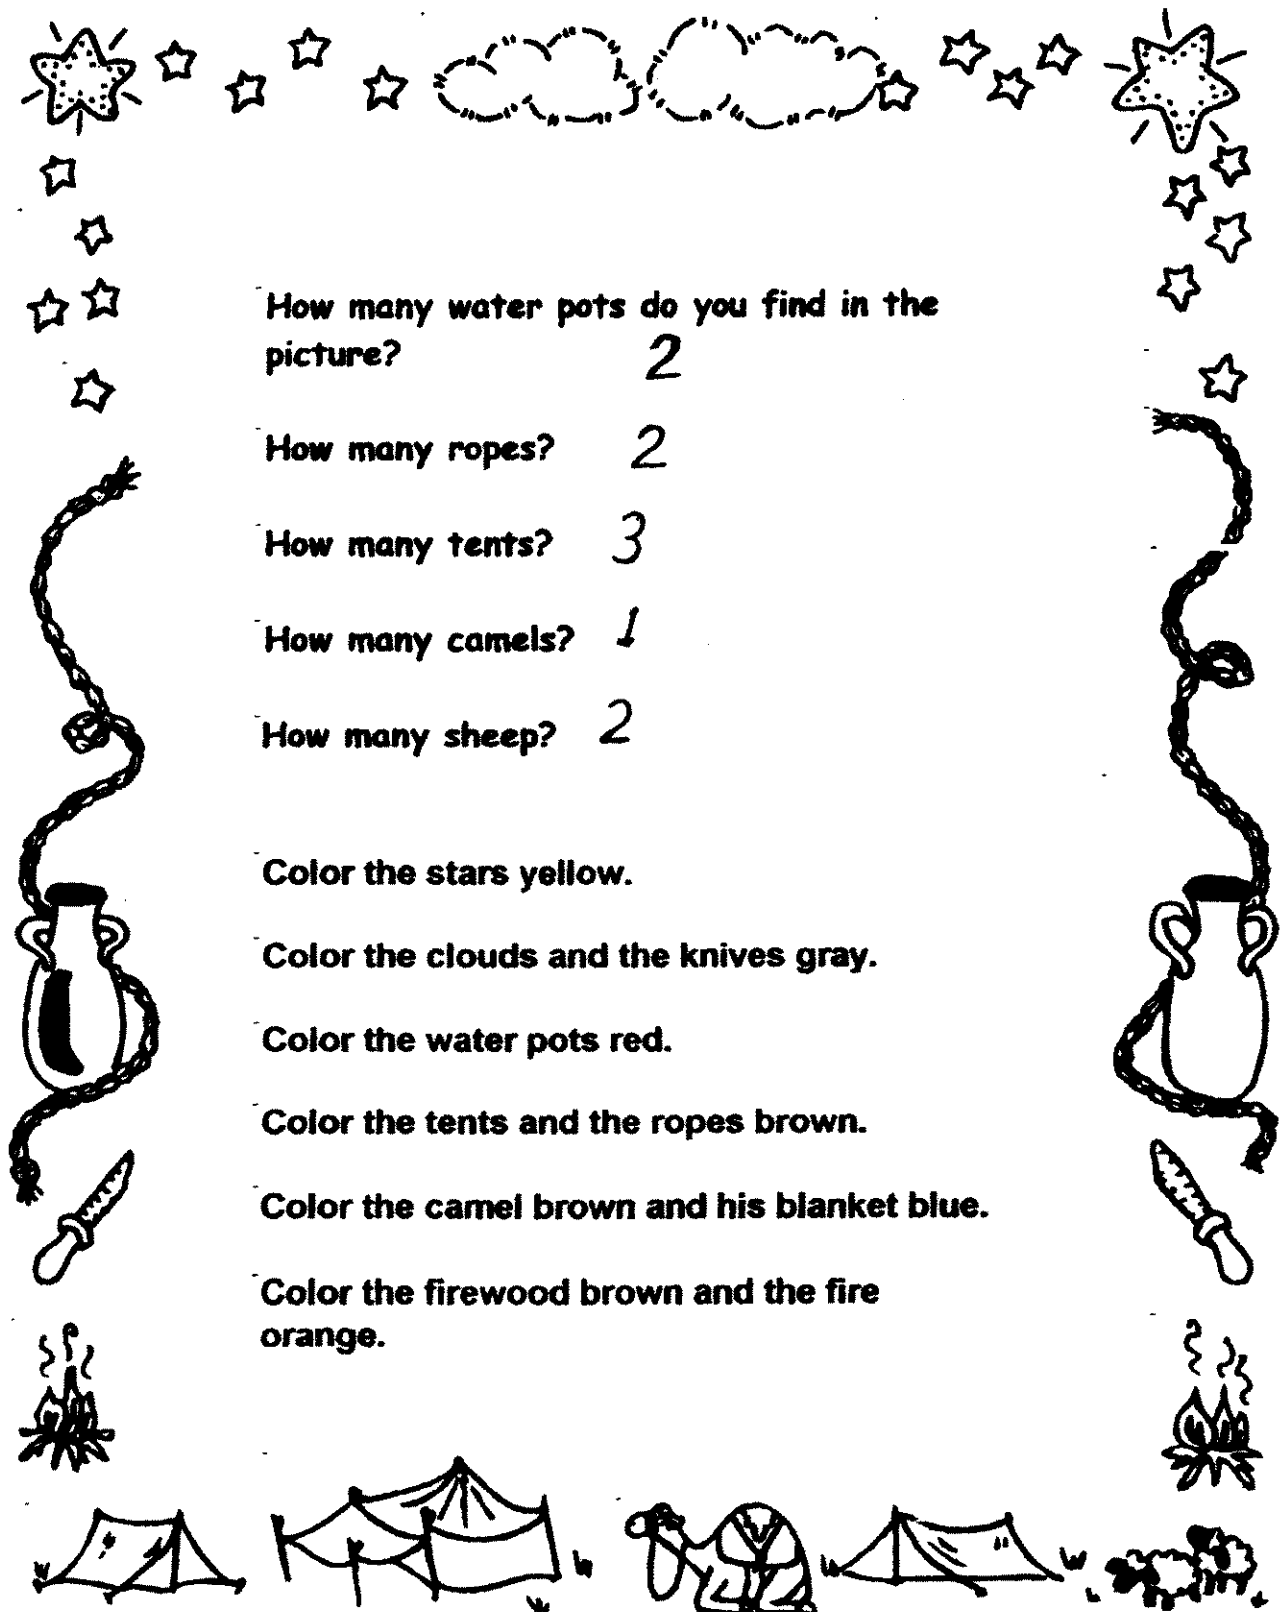 How many water pots do you find in the
picture? 2
How many ropes? 2
How many tents? 3
How many camels? 1
How many sheep? 2
Color the stars yellow.
Color the clouds and the knives gray.
Color the water pots red.
Color the tents and the ropes brown.
Color the camel brown and his blanket blue.
Color the firewood brown and the fire
orange.